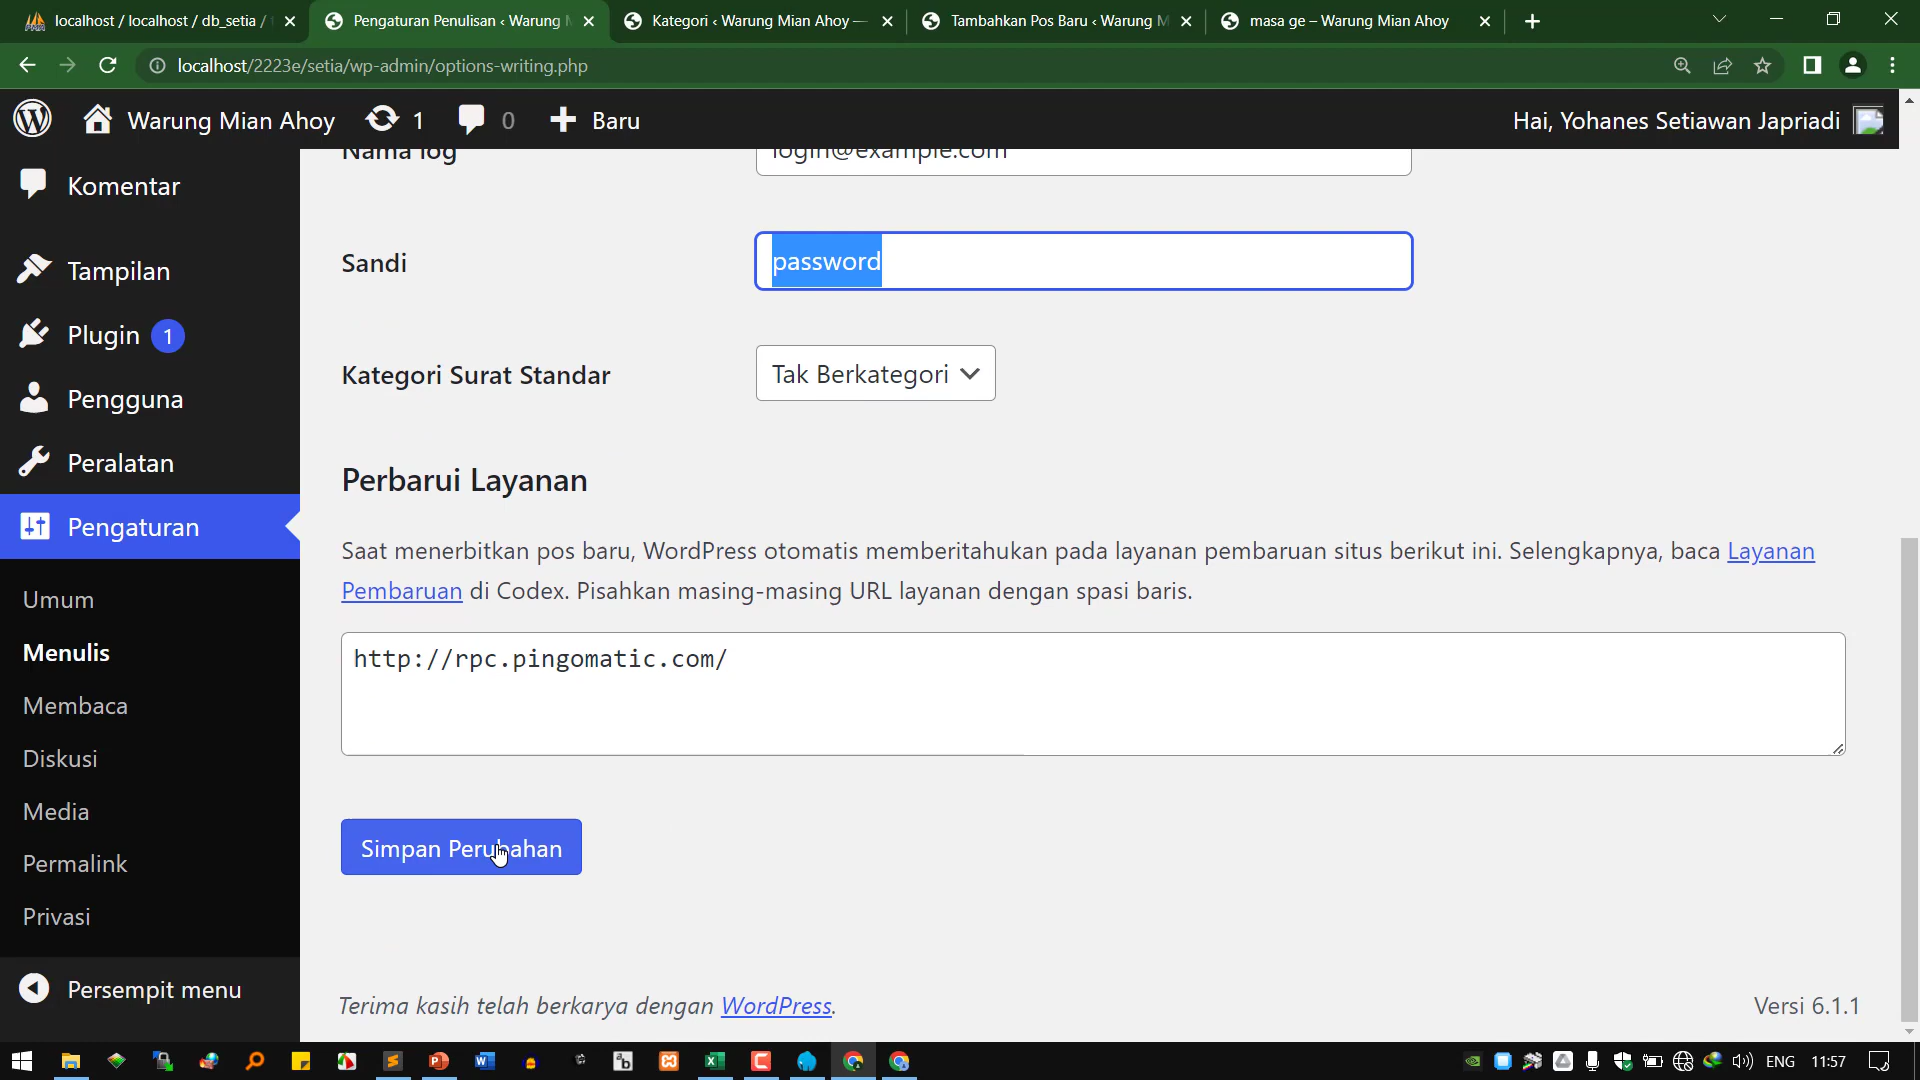 localhost / localhost / db_setia /
Pengaturan Penulisan ‹ Warung M
Kategori ‹ Warung Mian Ahoy —
Tambahkan Pos Baru ‹ Warung M
masa ge – Warung Mian Ahoy
localhost/2223e/setia/wp-admin/options-writing.php
Warung Mian Ahoy
1
0
Baru
Hai, Yohanes Setiawan Japriadi
Komentar
Tampilan
Plugin 1
Pengguna
Peralatan
Pengaturan
Umum
Menulis
Membaca
Diskusi
Media
Permalink
Privasi
Persempit menu
Nama log
login@example.com
Sandi
password
Kategori Surat Standar
Tak Berkategori
Perbarui Layanan
Saat menerbitkan pos baru, WordPress otomatis memberitahukan pada layanan pembaruan situs berikut ini. Selengkapnya, baca Layanan
Pembaruan di Codex. Pisahkan masing-masing URL layanan dengan spasi baris.
http://rpc.pingomatic.com/
Simpan Perubahan
Terima kasih telah berkarya dengan WordPress.
Versi 6.1.1
ENG
11:57